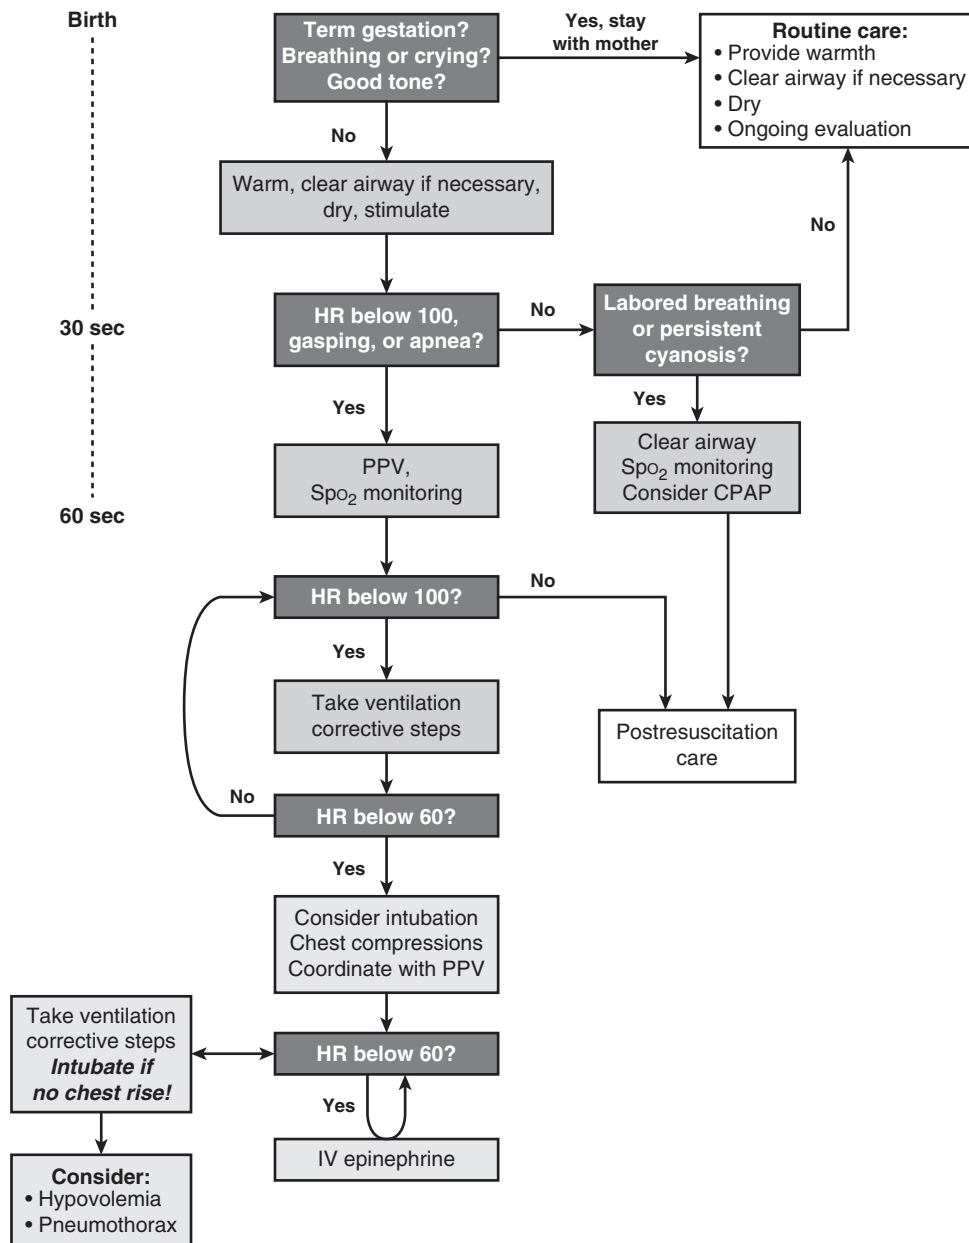 Birth
Term gestation?
Breathing or crying?
Good tone?
Yes, stay
with mother
Routine care:
• Provide warmth
• Clear airway if necessary
• Dry
• Ongoing evaluation
No
Warm, clear airway if necessary,
dry, stimulate
No
30 sec
HR below 100,
gasping, or apnea?
No
Labored breathing
or persistent
cyanosis?
Yes
Yes
PPV,
SpO₂ monitoring
Clear airway
SpO₂ monitoring
Consider CPAP
60 sec
HR below 100?
No
Yes
Take ventilation
corrective steps
Postresuscitation
care
No
HR below 60?
Yes
Consider intubation
Chest compressions
Coordinate with PPV
Take ventilation
corrective steps
Intubate if
no chest rise!
HR below 60?
Yes
IV epinephrine
Consider:
• Hypovolemia
• Pneumothorax